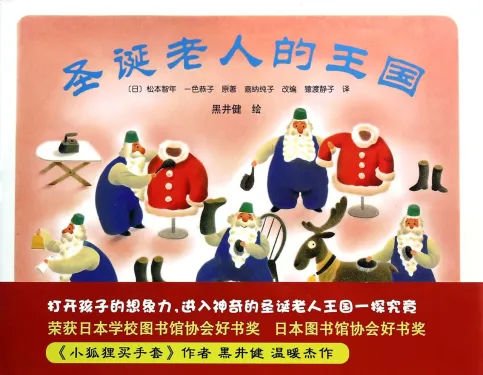 圣诞老人的王国
〔日〕松本智年 一色恭子 原著 嘉纳纯子 改编 猿渡静子 译
黑井健 绘
打开孩子的想象力,进入神奇的圣诞老人王国一探究竟
荣获日本学校图书馆协会好书奖 日本图书馆协会好书奖
《小狐狸买手套》作者 黑井健 温暖杰作